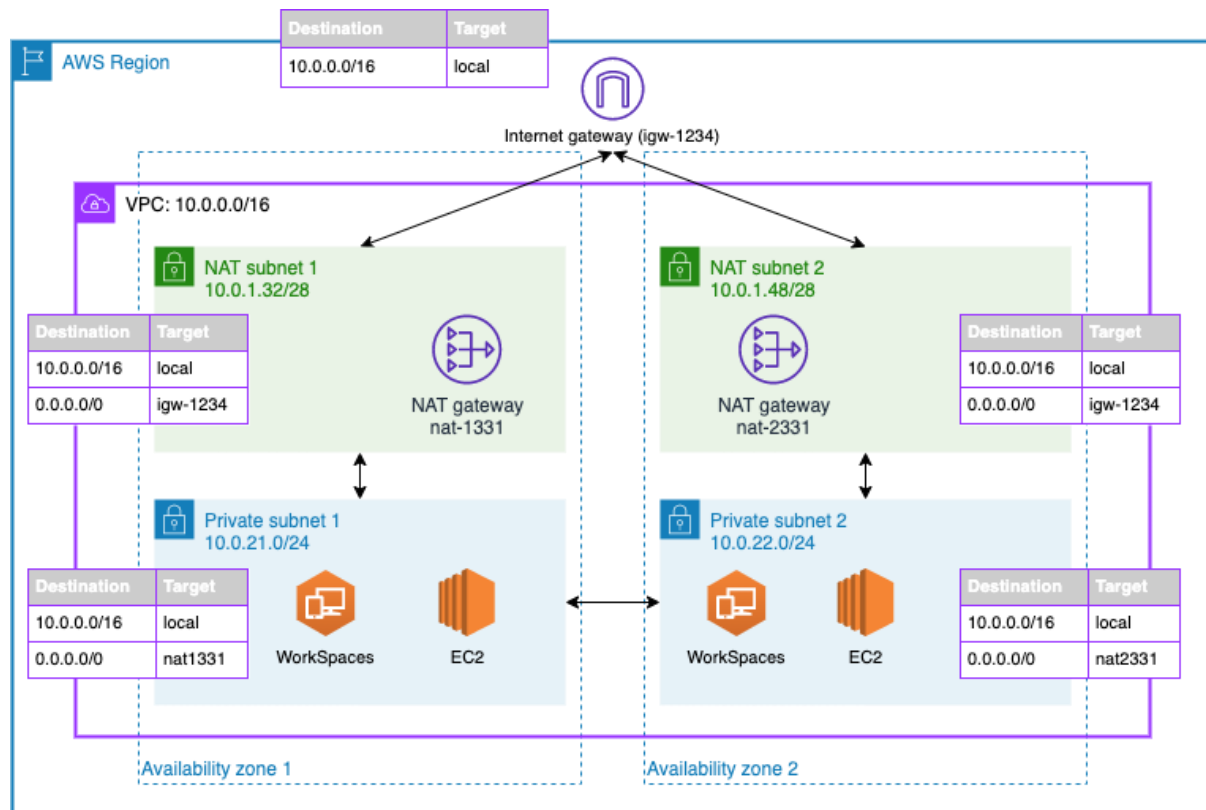 Destination Target
10.0.0.0/16 local
AWS Region
Internet gateway (igw-1234)
VPC: 10.0.0.0/16
NAT subnet 1
10.0.1.32/28
NAT subnet 2
10.0.1.48/28
Destination Target
10.0.0.0/16 local
0.0.0.0/0 igw-1234
NAT gateway
nat-1331
NAT gateway
nat-2331
Destination Target
10.0.0.0/16 local
0.0.0.0/0 igw-1234
Private subnet 1
10.0.21.0/24
Private subnet 2
10.0.22.0/24
Destination Target
10.0.0.0/16 local
0.0.0.0/0 nat1331
WorkSpaces
EC2
WorkSpaces
EC2
Destination Target
10.0.0.0/16 local
0.0.0.0/0 nat2331
Availability zone 1
Availability zone 2